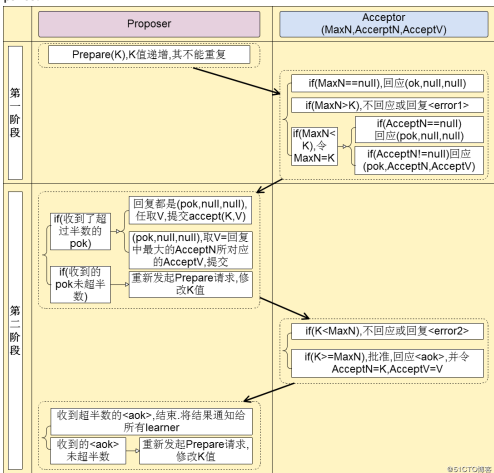 Proposer
Acceptor
(MaxN,AccerptN,AcceptV)
第一阶段
Prepare(K),K值递增,其不能重复
if(MaxN==null),回应(ok,null,null)
if(MaxN>K),不回应或回复<error1>
if(MaxN<
K),令
MaxN=K
if(AcceptN==null)
回应(pok,null,null)
if(AcceptN!=null)回应
(pok,AcceptN,AcceptV)
第二阶段
if(收到了超
过半数的
pok)
回复都是(pok,null,null),
任取V,提交accept(K,V)
(pok,null,null),取V=回复
中最大的AcceptN所对应
的AcceptV,提交
if(收到的
pok未超半
数)
重新发起Prepare请求,修
改K值
if(K<MaxN),不回应或回复<error2>
if(K>=MaxN),批准,回应<aok>,并令
AcceptN=K,AcceptV=V
收到超半数的<aok>,结束.将结果通知给
所有learner
收到的<aok>
未超半数
重新发起Prepare请求,
修改K值
@51CTO博客